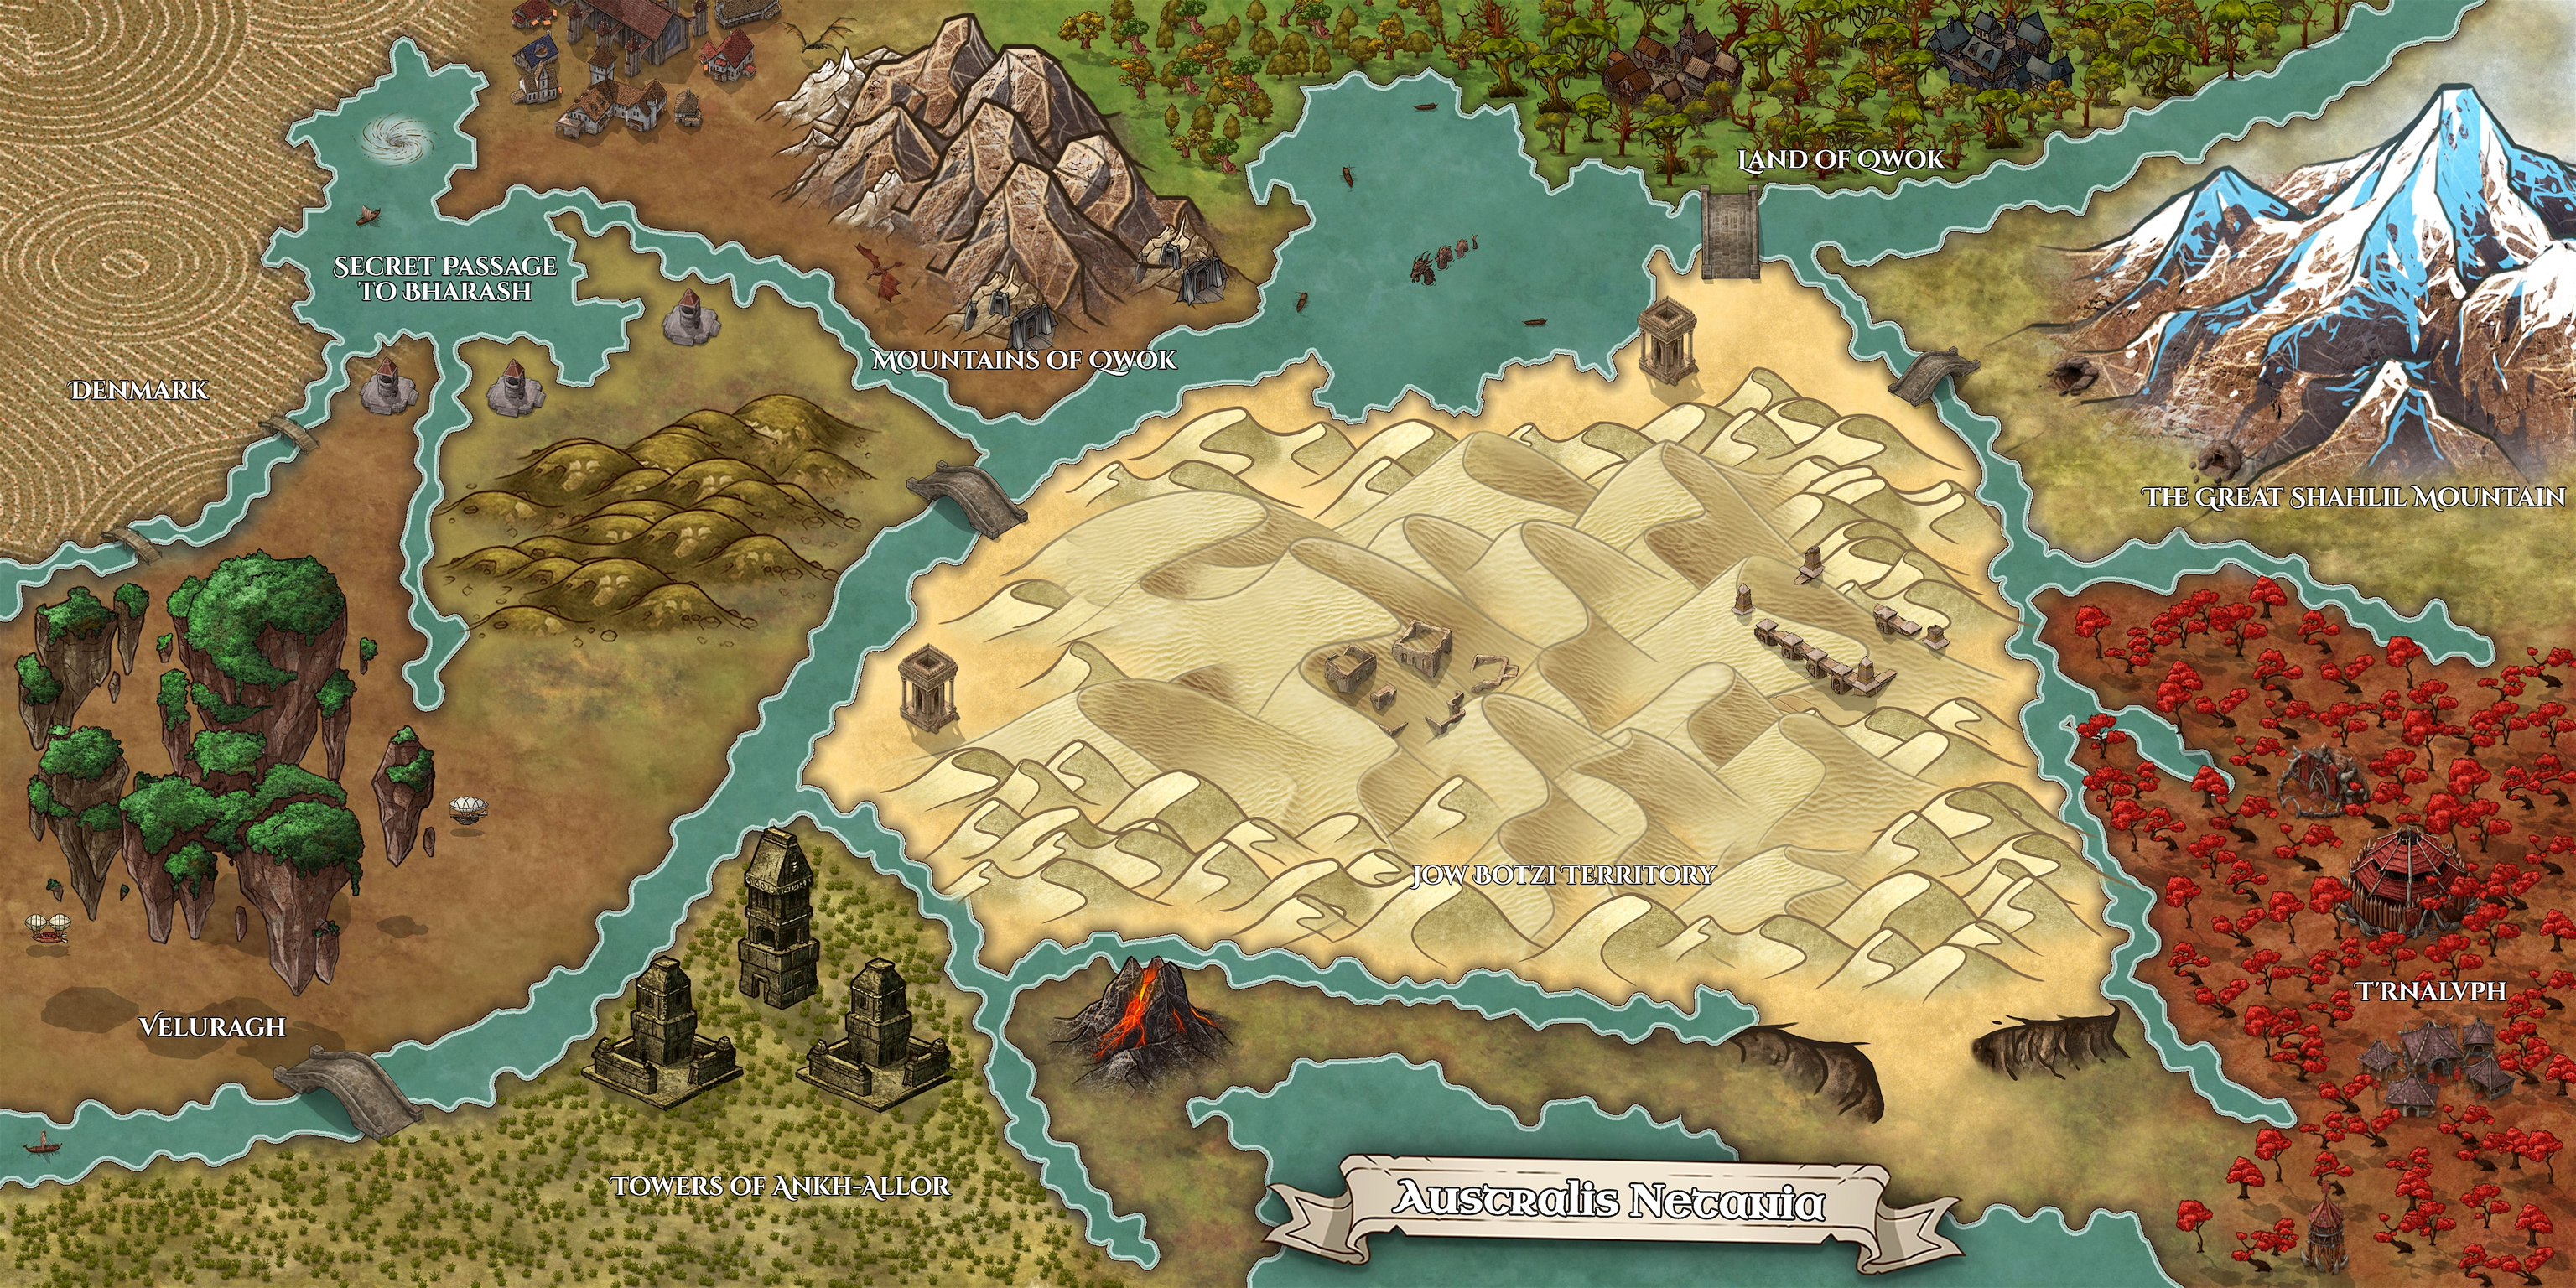 Land of Qwok
Secret Passage
to Bharash
Mountains of Qwok
Denmark
The Great Shahlil Mountain
Jow Botzi Territory
T'rnalvph
Veluragh
Towers of Ankh-Allor
Australis Netania